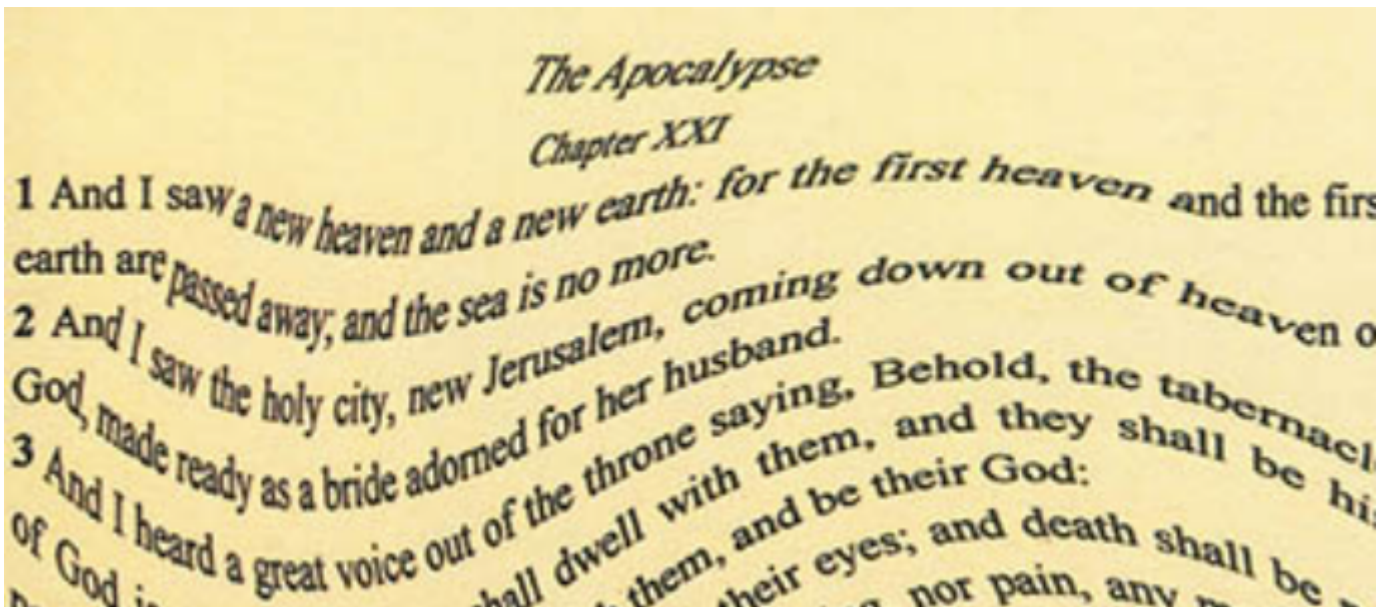 The Apocalypse
Chapter XXI
1 And I saw a new heaven and a new earth: for the first heaven and the firs
earth are passed away; and the sea is no more.
2 And I saw the holy city, new Jerusalem, coming down out of heaven o
God, made ready as a bride adorned for her husband.
3 And I heard a great voice out of the throne saying, Behold, the tabernacl
of God is hall dwell with them, and they shall be his
them, and be their God:
their eyes; and death shall be
nor pain, any